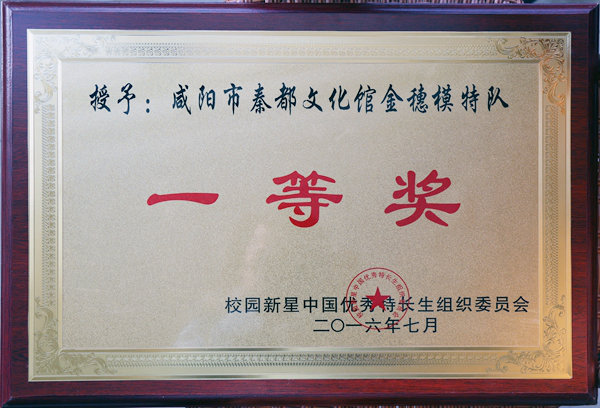 授予：咸阳市秦都文化馆金穗模特队
一等奖
校园新星中国优秀特长生组织委员会
二〇一六年七月